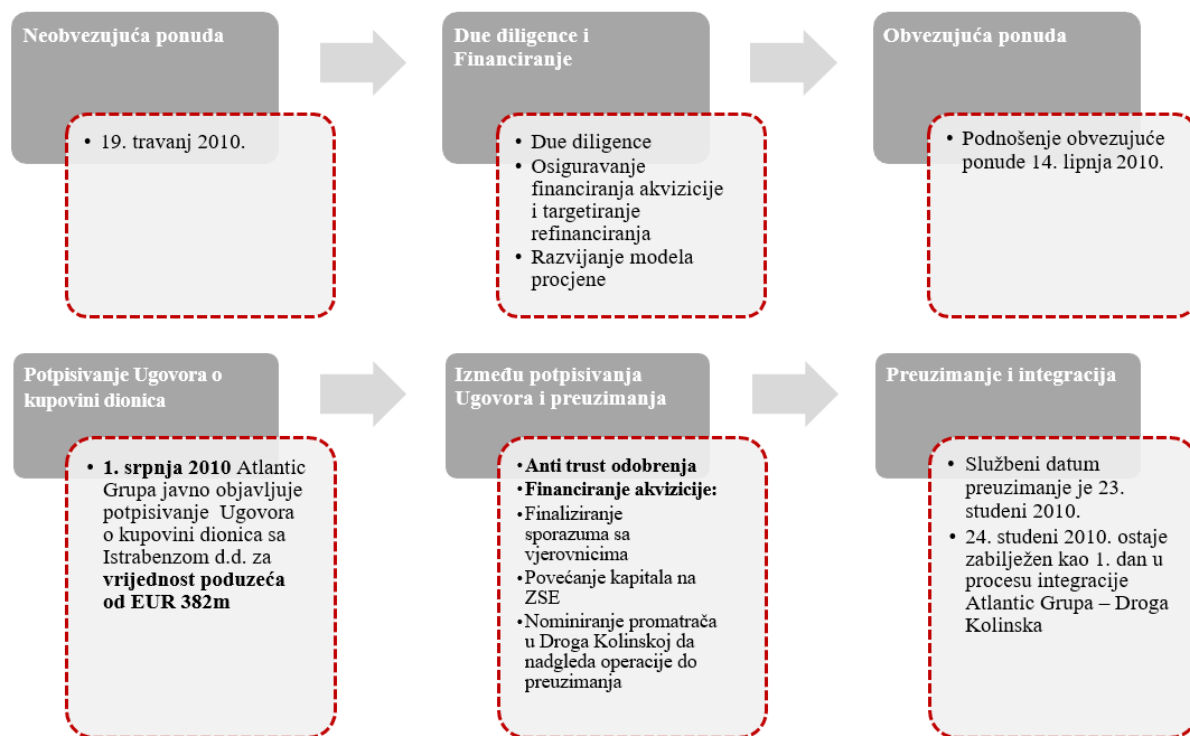 Neobvezujuća ponuda
• 19. travanj 2010.
Due diligence i
Financiranje
• Due diligence
• Osiguravanje
financiranja akvizicije
i targetiranje
refinanciranja
• Razvijanje modela
procjene
Obvezujuća ponuda
• Podnošenje obvezujuće
ponude 14. lipnja 2010.
Potpisivanje Ugovora o
kupovini dionica
• 1. srpnja 2010 Atlantic
Grupa javno objavljuje
potpisivanje Ugovora
o kupovini dionica sa
Istrabenzom d.d. za
vrijednost poduzeća
od EUR 382m
Između potpisivanja
Ugovora i preuzimanja
• Anti trust odobrenja
•Financiranje akvizicije:
•Finaliziranje
sporazuma sa
vjerovnicima
•Povećanje kapitala na
ZSE
•Nominiranje promatrača
u Droga Kolinskoj da
nadgleda operacije do
preuzimanja
Preuzimanje i integracija
• Službeni datum
preuzimanje je 23.
studeni 2010.
• 24. studeni 2010. ostaje
zabilježen kao 1. dan u
procesu integracije
Atlantic Grupa – Droga
Kolinska